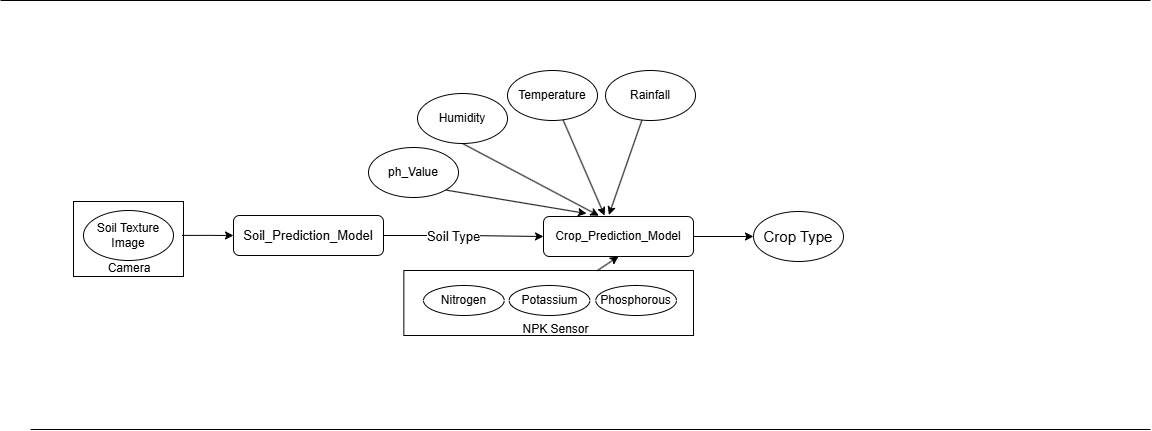 Temperature
Rainfall
Humidity
ph_Value
Soil Texture
Image
Camera
Soil_Prediction_Model
Soil Type
Crop_Prediction_Model
Crop Type
Nitrogen
Potassium
Phosphorous
NPK Sensor